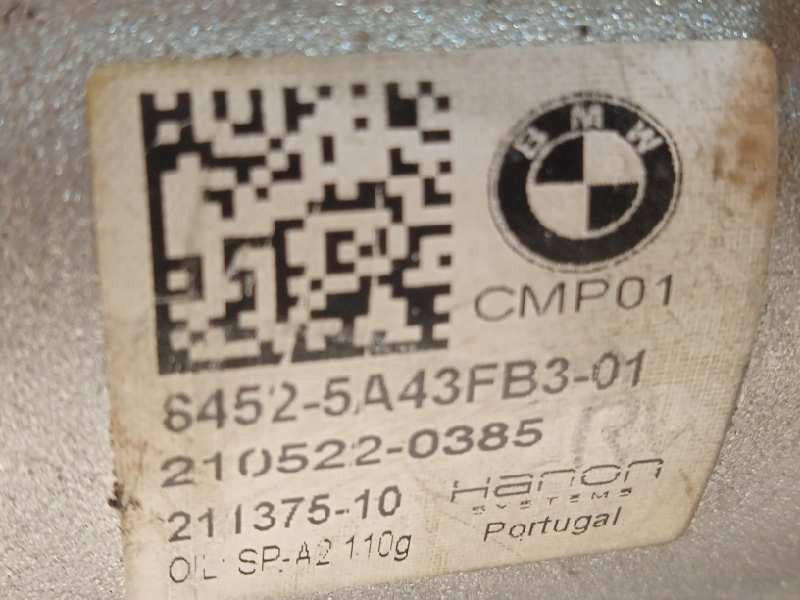 BMW
CMP01
6452-5A43FB3-01
210522-0385
R
211375-10
Hanon
SYSTEMS
OIL: SP-A2 110g
Portugal